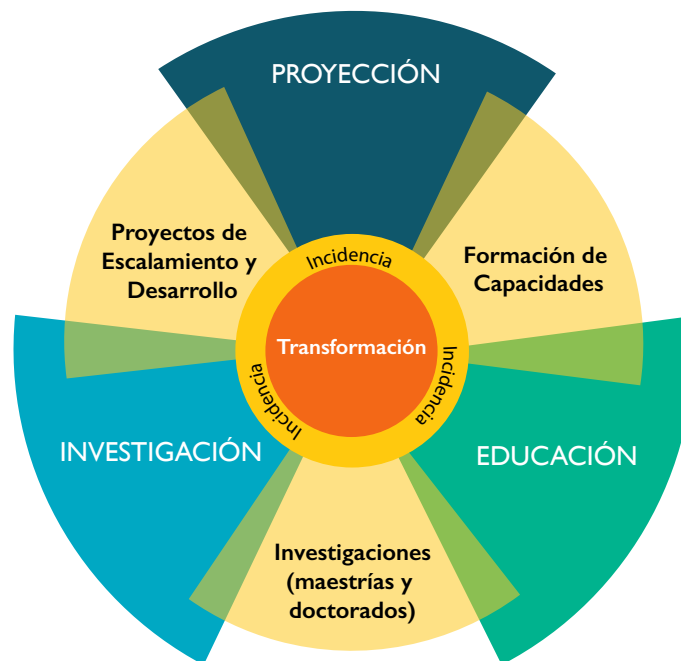 PROYECCIÓN
Proyectos de
Escalamiento y
Desarrollo
Formación de
Capacidades
Incidencia
Transformación
Incidencia
Incidencia
INVESTIGACIÓN
EDUCACIÓN
Investigaciones
(maestrías y
doctorados)